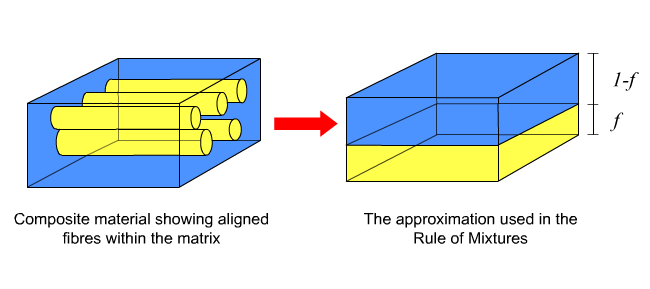 1-f
f
Composite material showing aligned
fibres within the matrix
The approximation used in the
Rule of Mixtures